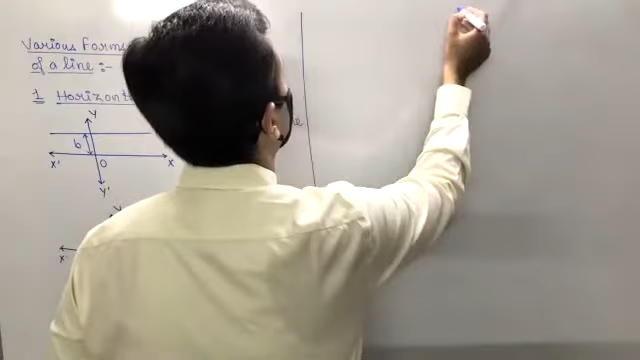 Various Forms
of a line :-
1 Horizont
Y
b
X' O X
Y'
Y
X'